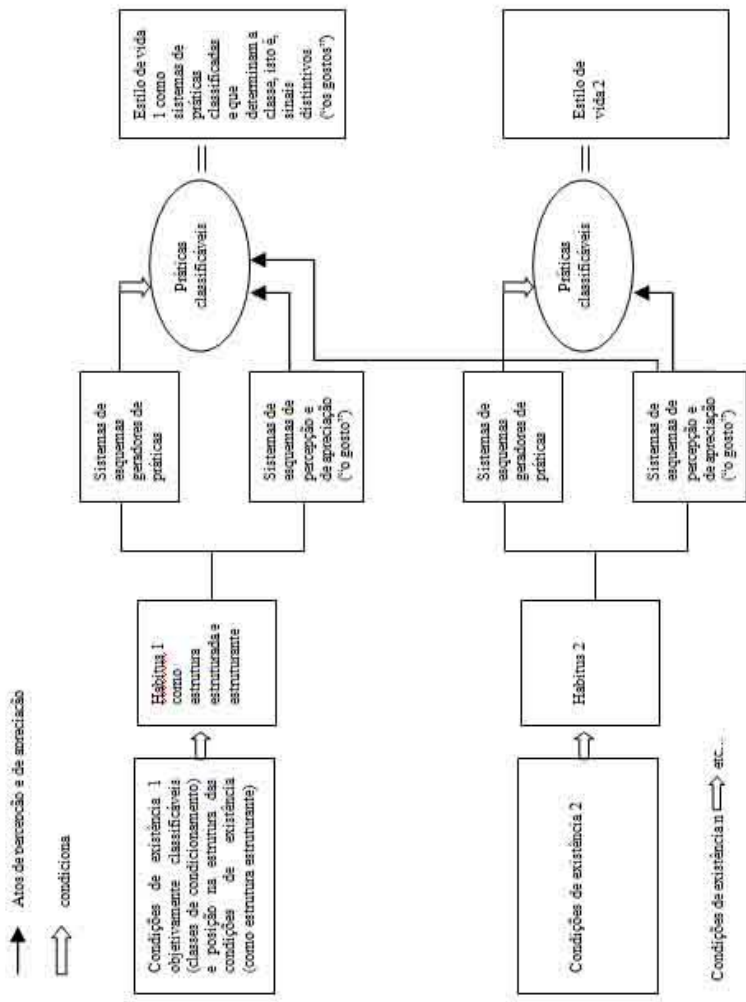 Atos de percepção e de apreciação
condiciona
Condições de existência 1
objetivamente classificáveis
(classes de condicionamento)
e posição na estrutura das
condições de existência
(como estrutura estruturante)
Habitus 1
como
estrutura
estruturada e
estruturante
Sistemas de
esquemas
geradores de
práticas
Sistemas de
esquemas de
percepção e
de apreciação
("o gosto")
Práticas
classificáveis
Estilo de vida
1 como
sistemas de
práticas
classificadas
e que
determinam a
classe, isto é,
sinais
distintivos
("os gostos")
Condições de existência 2
Habitus 2
Sistemas de
esquemas
geradores de
práticas
Sistemas de
esquemas de
percepção e
de apreciação
("o gosto")
Práticas
classificáveis
Estilo de
vida 2
Condições de existência n
etc...